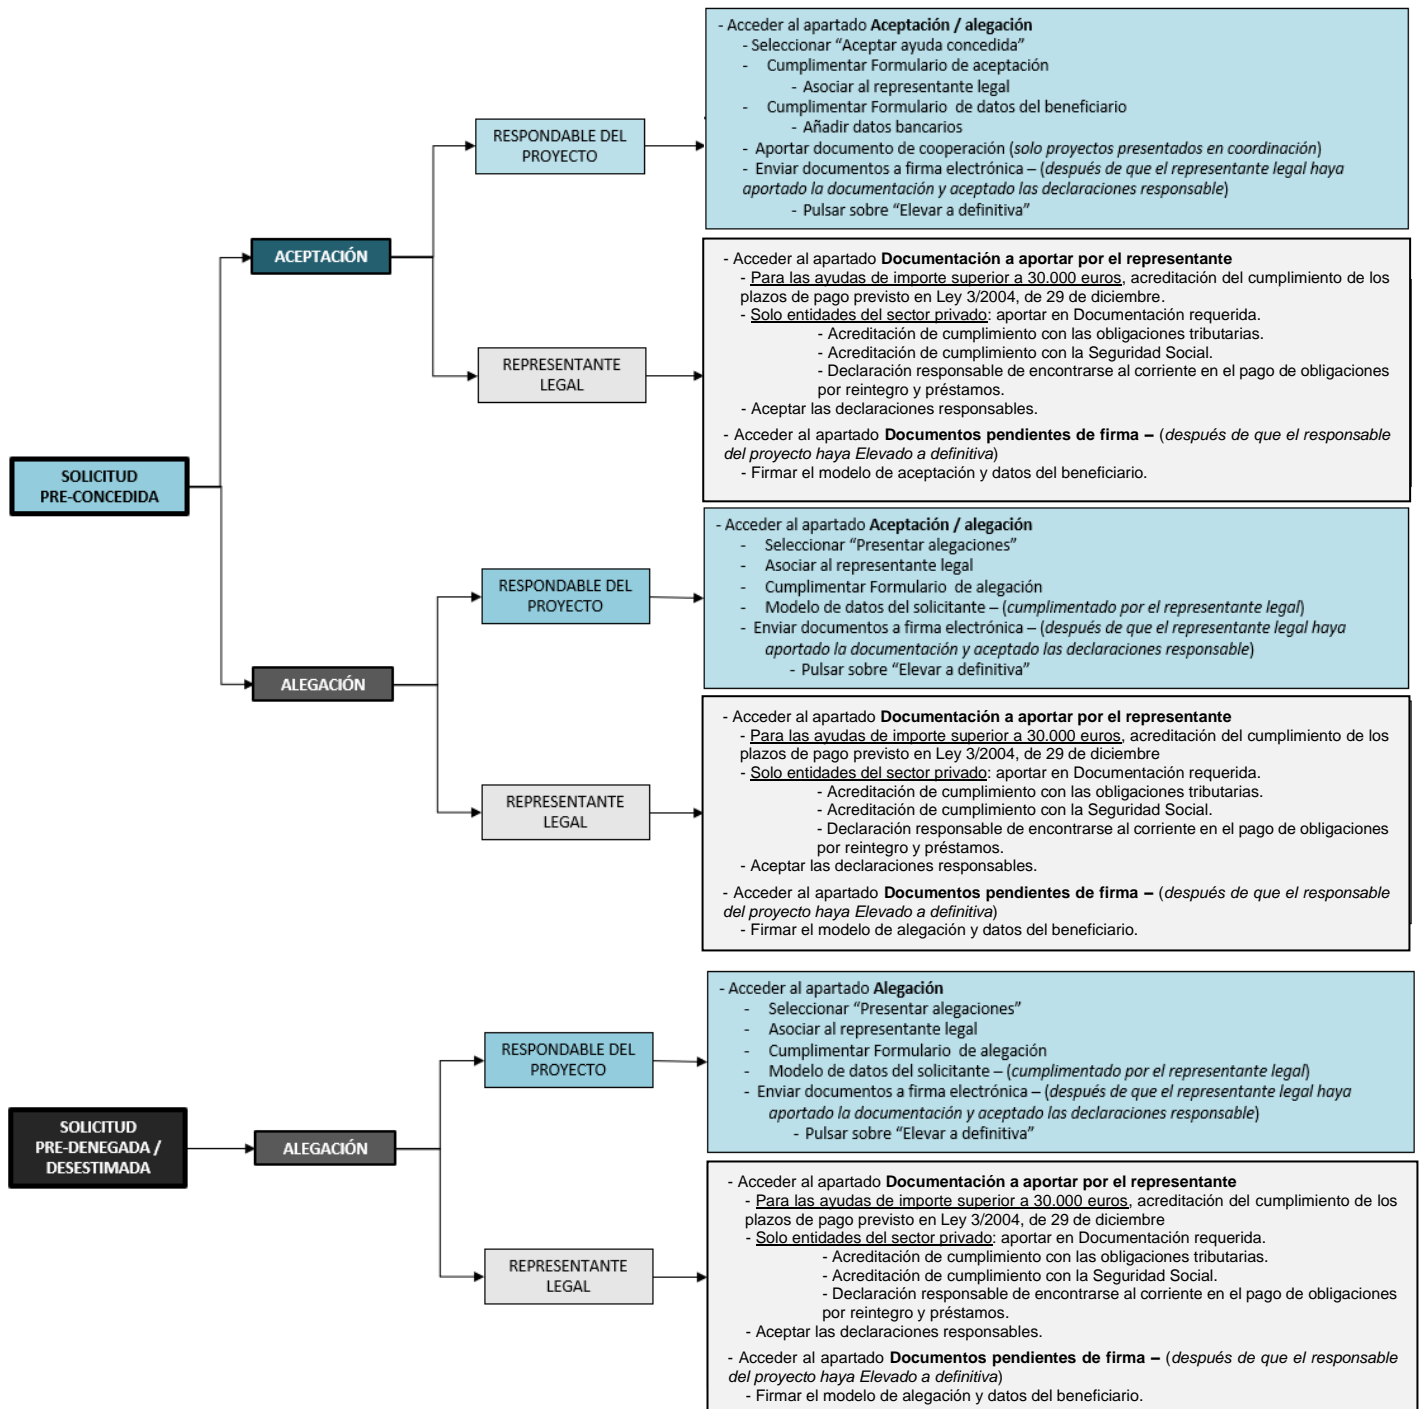 - Acceder al apartado Aceptación / alegación
- Seleccionar “Aceptar ayuda concedida”
- Cumplimentar Formulario de aceptación
- Asociar al representante legal
- Cumplimentar Formulario de datos del beneficiario
- Añadir datos bancarios
- Aportar documento de cooperación (solo proyectos presentados en coordinación)
- Enviar documentos a firma electrónica – (después de que el representante legal haya
aportado la documentación y aceptado las declaraciones responsable)
- Pulsar sobre “Elevar a definitiva”
RESPONDABLE DEL
PROYECTO
ACEPTACIÓN
- Acceder al apartado Documentación a aportar por el representante
- Para las ayudas de importe superior a 30.000 euros, acreditación del cumplimiento de los
plazos de pago previsto en Ley 3/2004, de 29 de diciembre.
- Solo entidades del sector privado: aportar en Documentación requerida.
- Acreditación de cumplimiento con las obligaciones tributarias.
- Acreditación de cumplimiento con la Seguridad Social.
- Declaración responsable de encontrarse al corriente en el pago de obligaciones
por reintegro y préstamos.
- Aceptar las declaraciones responsables.
- Acceder al apartado Documentos pendientes de firma – (después de que el responsable
del proyecto haya Elevado a definitiva)
- Firmar el modelo de aceptación y datos del beneficiario.
REPRESENTANTE
LEGAL
SOLICITUD
PRE-CONCEDIDA
- Acceder al apartado Aceptación / alegación
- Seleccionar “Presentar alegaciones”
- Asociar al representante legal
- Cumplimentar Formulario de alegación
- Modelo de datos del solicitante – (cumplimentado por el representante legal)
- Enviar documentos a firma electrónica – (después de que el representante legal haya
aportado la documentación y aceptado las declaraciones responsable)
- Pulsar sobre “Elevar a definitiva”
RESPONDABLE DEL
PROYECTO
ALEGACIÓN
- Acceder al apartado Documentación a aportar por el representante
- Para las ayudas de importe superior a 30.000 euros, acreditación del cumplimiento de los
plazos de pago previsto en Ley 3/2004, de 29 de diciembre
- Solo entidades del sector privado: aportar en Documentación requerida.
- Acreditación de cumplimiento con las obligaciones tributarias.
- Acreditación de cumplimiento con la Seguridad Social.
- Declaración responsable de encontrarse al corriente en el pago de obligaciones
por reintegro y préstamos.
- Aceptar las declaraciones responsables.
- Acceder al apartado Documentos pendientes de firma – (después de que el responsable
del proyecto haya Elevado a definitiva)
- Firmar el modelo de alegación y datos del beneficiario.
REPRESENTANTE
LEGAL
- Acceder al apartado Alegación
- Seleccionar “Presentar alegaciones”
- Asociar al representante legal
- Cumplimentar Formulario de alegación
- Modelo de datos del solicitante – (cumplimentado por el representante legal)
- Enviar documentos a firma electrónica – (después de que el representante legal haya
aportado la documentación y aceptado las declaraciones responsable)
- Pulsar sobre “Elevar a definitiva”
RESPONDABLE DEL
PROYECTO
SOLICITUD
PRE-DENEGADA /
DESESTIMADA
ALEGACIÓN
- Acceder al apartado Documentación a aportar por el representante
- Para las ayudas de importe superior a 30.000 euros, acreditación del cumplimiento de los
plazos de pago previsto en Ley 3/2004, de 29 de diciembre
- Solo entidades del sector privado: aportar en Documentación requerida.
- Acreditación de cumplimiento con las obligaciones tributarias.
- Acreditación de cumplimiento con la Seguridad Social.
- Declaración responsable de encontrarse al corriente en el pago de obligaciones
por reintegro y préstamos.
- Aceptar las declaraciones responsables.
- Acceder al apartado Documentos pendientes de firma – (después de que el responsable
del proyecto haya Elevado a definitiva)
- Firmar el modelo de alegación y datos del beneficiario.
REPRESENTANTE
LEGAL